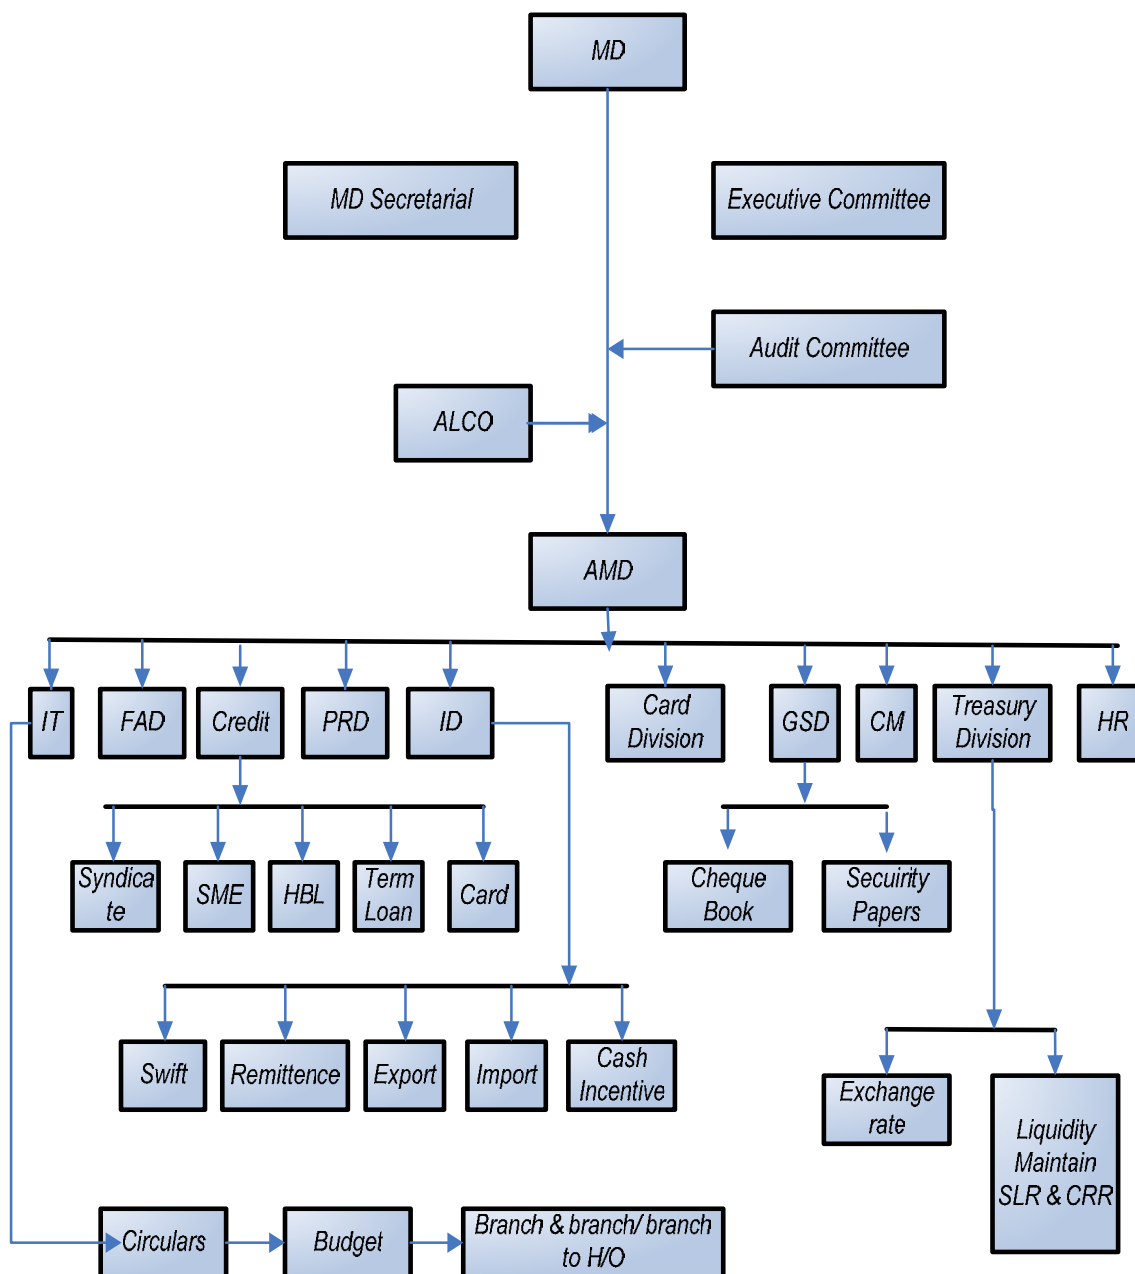 MD
MD Secretarial
Executive Committee
Audit Committee
ALCO
AMD
IT
FAD
Credit
PRD
ID
Card
Division
GSD
CM
Treasury
Division
HR
Syndica
te
SME
HBL
Term
Loan
Card
Cheque
Book
Secuirity
Papers
Swift
Remittence
Export
Import
Cash
Incentive
Exchange
rate
Liquidity
Maintain
SLR & CRR
Circulars
Budget
Branch & branch/ branch
to H/O